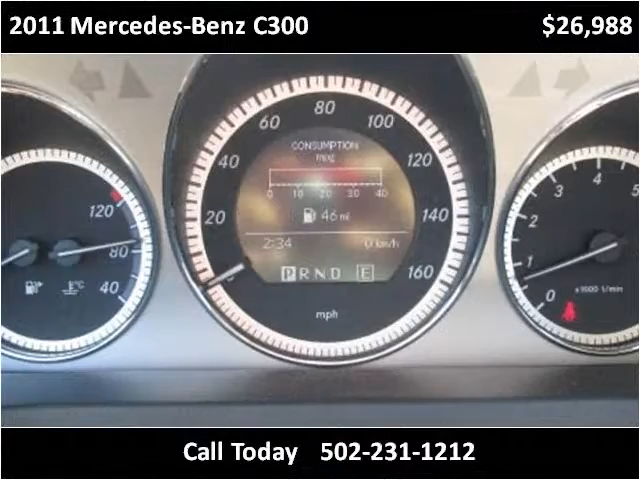 2011 Mercedes-Benz C300 $26,988
80
60 100
CONSUMPTION
mpg
40 120
0 10 20 30 40
20 46 mi 140
2:34 0 km/h
PRND E
0 160
mph
120
80
40
°C
4
3
2
1
0
x1000 1/min
Call Today 502-231-1212